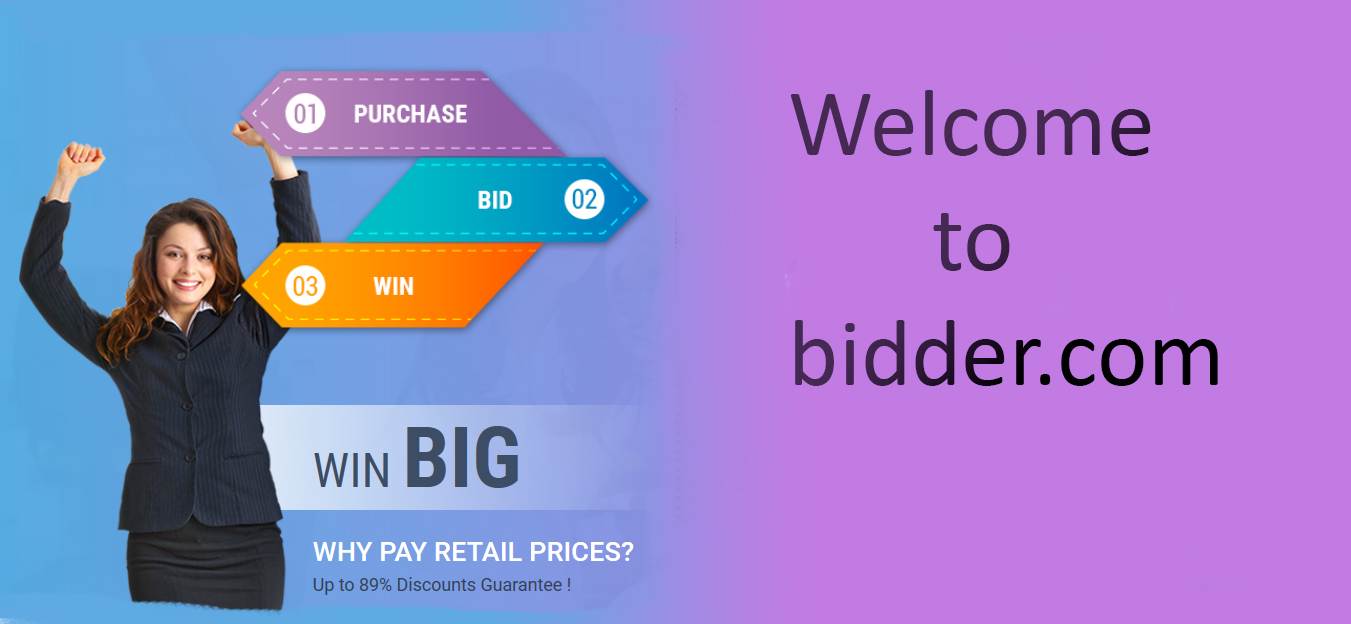 01 PURCHASE
BID 02
03 WIN
WIN BIG
WHY PAY RETAIL PRICES?
Up to 89% Discounts Guarantee !
Welcome
to
bidder.com